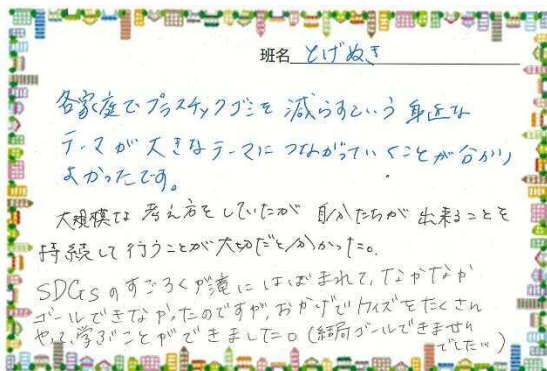 班名 とげぬき
各家庭でプラスチックゴミを減らすという身近な
テーマが大きなテーマにつながっていくことが分かり
よかったです。
大規模な考え方をしていたが自分たちが出来ることを
持続して行うことが大切だと分かった。
SDGsのすごろくが滝にはばまれて、なかなか
ゴールできなかったのですが、おかげでクイズをたくさん
やって、学ぶことができました。(結局ゴールできません
でした…)